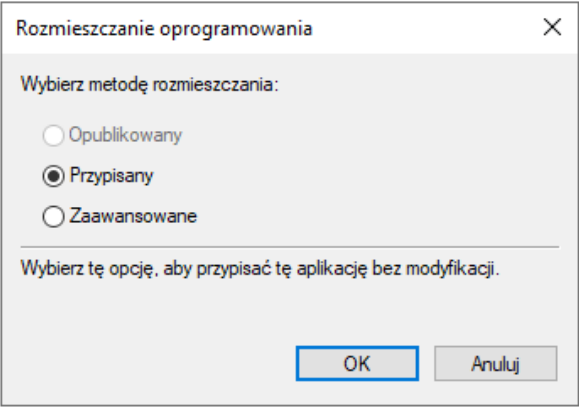 Rozmieszczanie oprogramowania
Wybierz metodę rozmieszczania:
Opublikowany
Przypisany
Zaawansowane
Wybierz tę opcję, aby przypisać tę aplikację bez modyfikacji.
OK
Anuluj